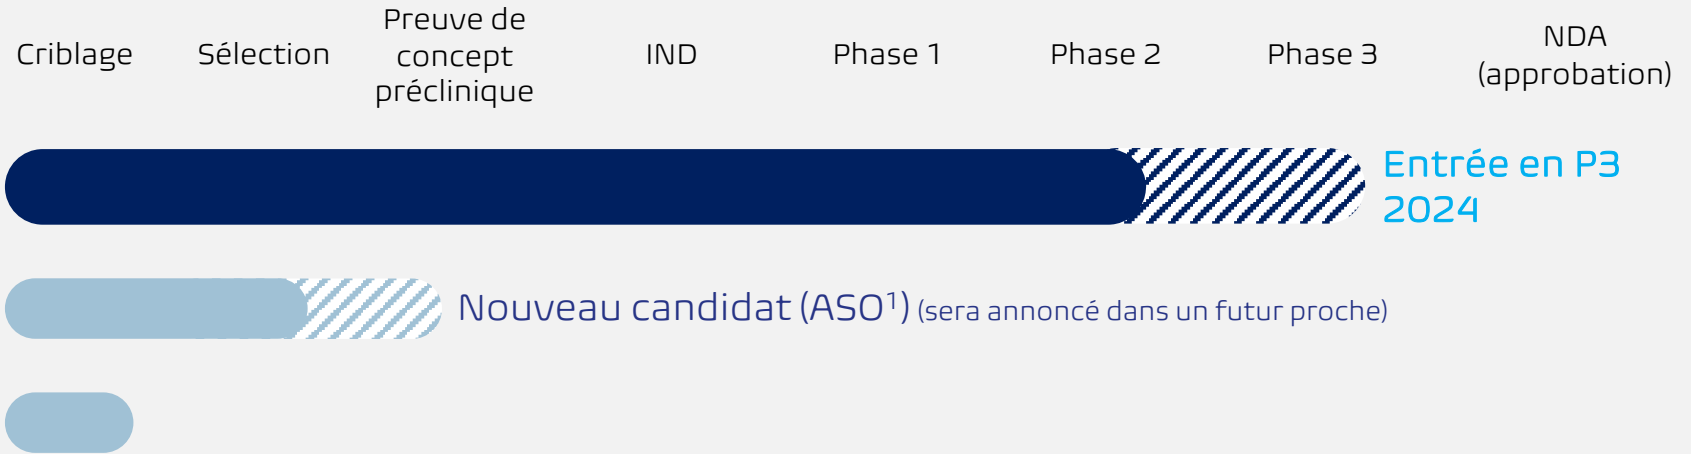 Criblage
Sélection
Preuve de
concept
préclinique
IND
Phase 1
Phase 2
Phase 3
NDA
(approbation)
Entrée en P3
2024
Nouveau candidat (ASO¹) (sera annoncé dans un futur proche)